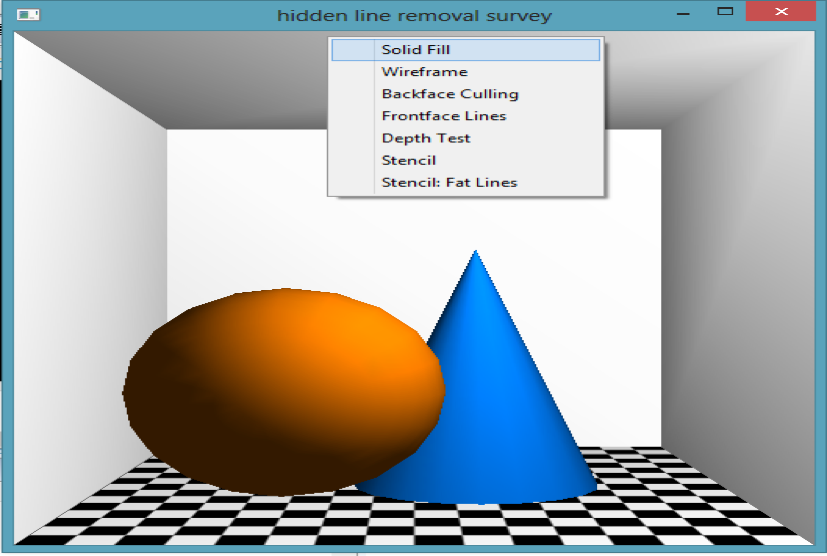 hidden line removal survey
Solid Fill
Wireframe
Backface Culling
Frontface Lines
Depth Test
Stencil
Stencil: Fat Lines